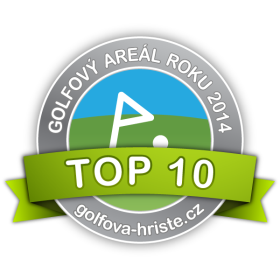 GOLFOVÝ AREÁL ROKU 2014
TOP 10
golfova-hriste.cz